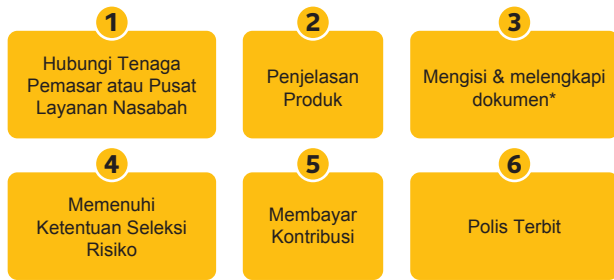 1
Hubungi Tenaga
Pemasar atau Pusat
Layanan Nasabah
2
Penjelasan
Produk
3
Mengisi & melengkapi
dokumen*
4
Memenuhi
Ketentuan Seleksi
Risiko
5
Membayar
Kontribusi
6
Polis Terbit